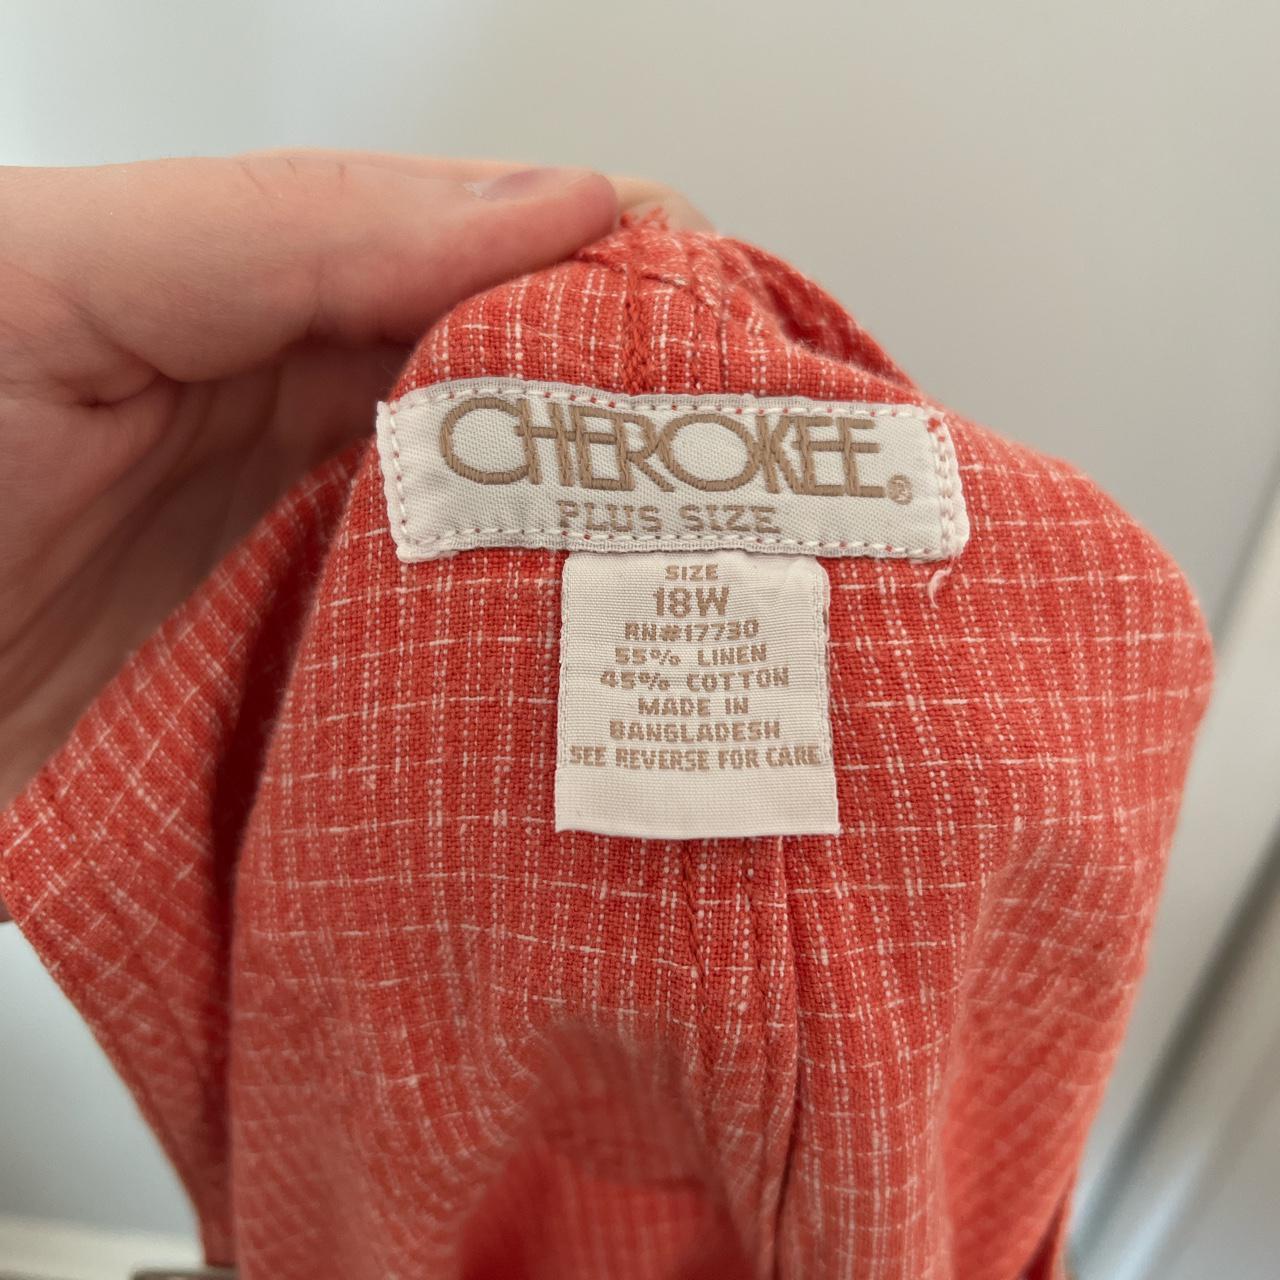 CHEROKEE®
PLUS SIZE
SIZE
18W
RN#17730
55% LINEN
45% COTTON
MADE IN
BANGLADESH
SEE REVERSE FOR CARE